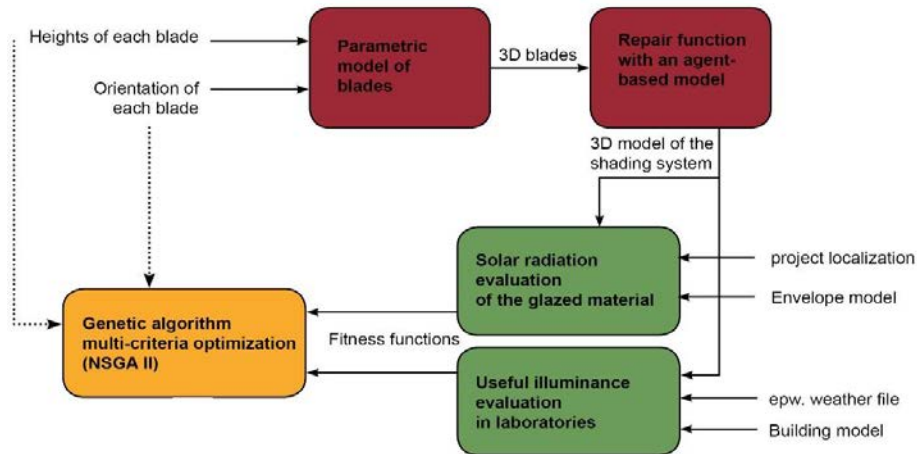 Heights of each blade
Orientation of
each blade
Parametric
model of
blades
3D blades
Repair function
with an agent-
based model
3D model of the
shading system
Solar radiation
evaluation
of the glazed material
project localization
Envelope model
Genetic algorithm
multi-criteria optimization
(NSGA II)
Fitness functions
Useful illuminance
evaluation
in laboratories
epw. weather file
Building model